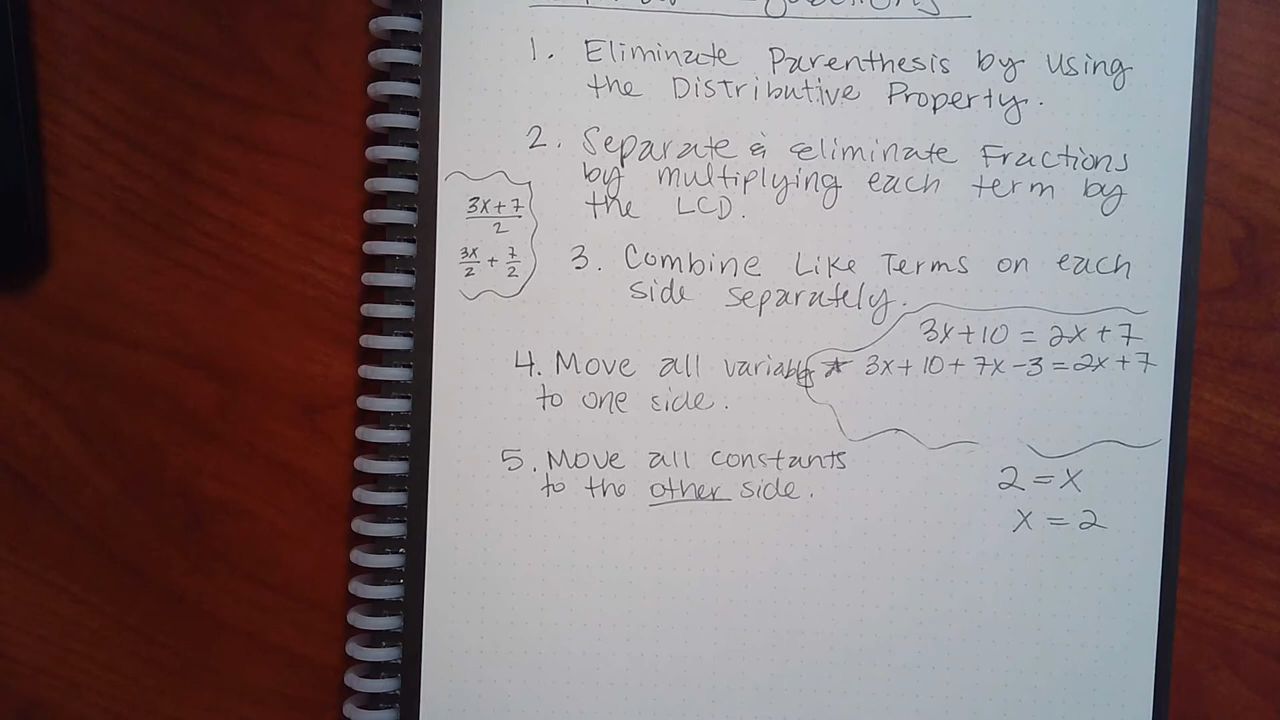 1. Eliminate Parenthesis by using
the Distributive Property.
2. Separate & eliminate Fractions
by multiplying each term by
the LCD.
3x+7
2
3x/2 + 7/2
3. Combine Like Terms on each
side separately.
3x+10 = 2x+7
4. Move all variables * 3x+10+7x-3=2x+7
to one side.
5. Move all constants
to the other side.
2=x
x=2